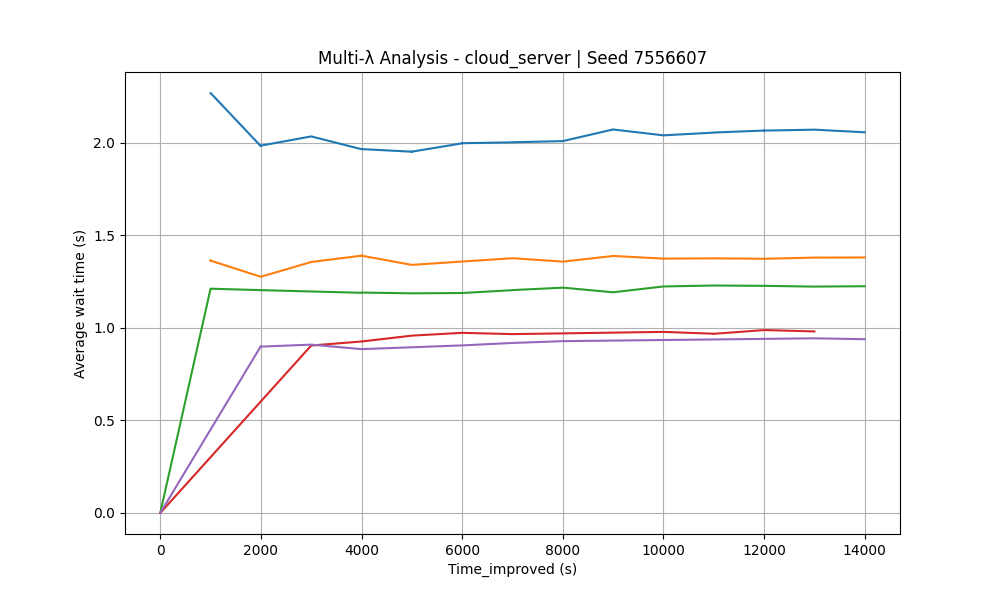 Multi-λ Analysis - cloud_server | Seed 7556607
Average wait time (s)
2.0
1.5
1.0
0.5
0.0
0 2000 4000 6000 8000 10000 12000 14000
Time_improved (s)